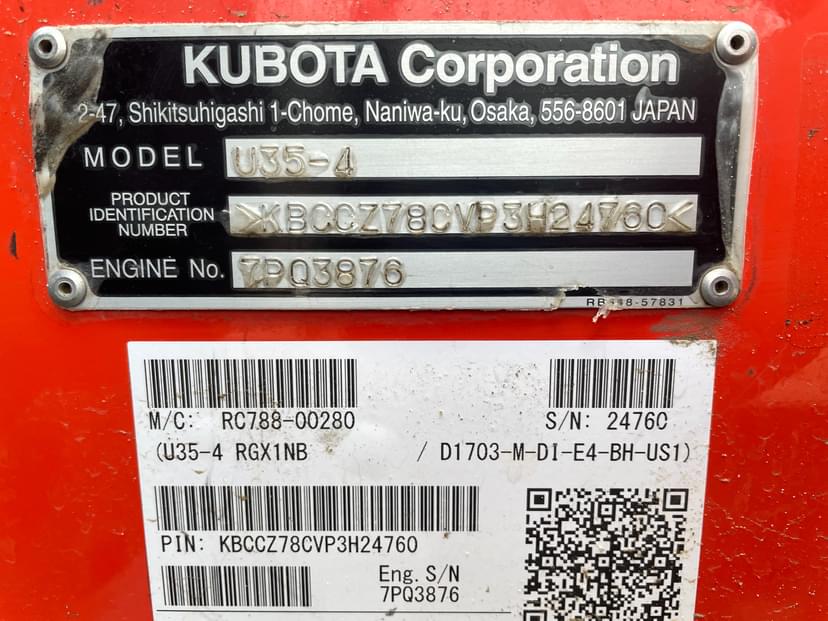 KUBOTA Corporation
2-47, Shikitsuhigashi 1-Chome, Naniwa-ku, Osaka, 556-8601 JAPAN
MODEL U35-4
PRODUCT
IDENTIFICATION
NUMBER >KBCCZ78CVP3H24760<
ENGINE No. 7PQ3876
RB448-57831
M/C: RC788-00280 S/N: 24760
(U35-4 RGX1NB / D1703-M-DI-E4-BH-US1)
PIN: KBCCZ78CVP3H24760
Eng. S/N
7PQ3876